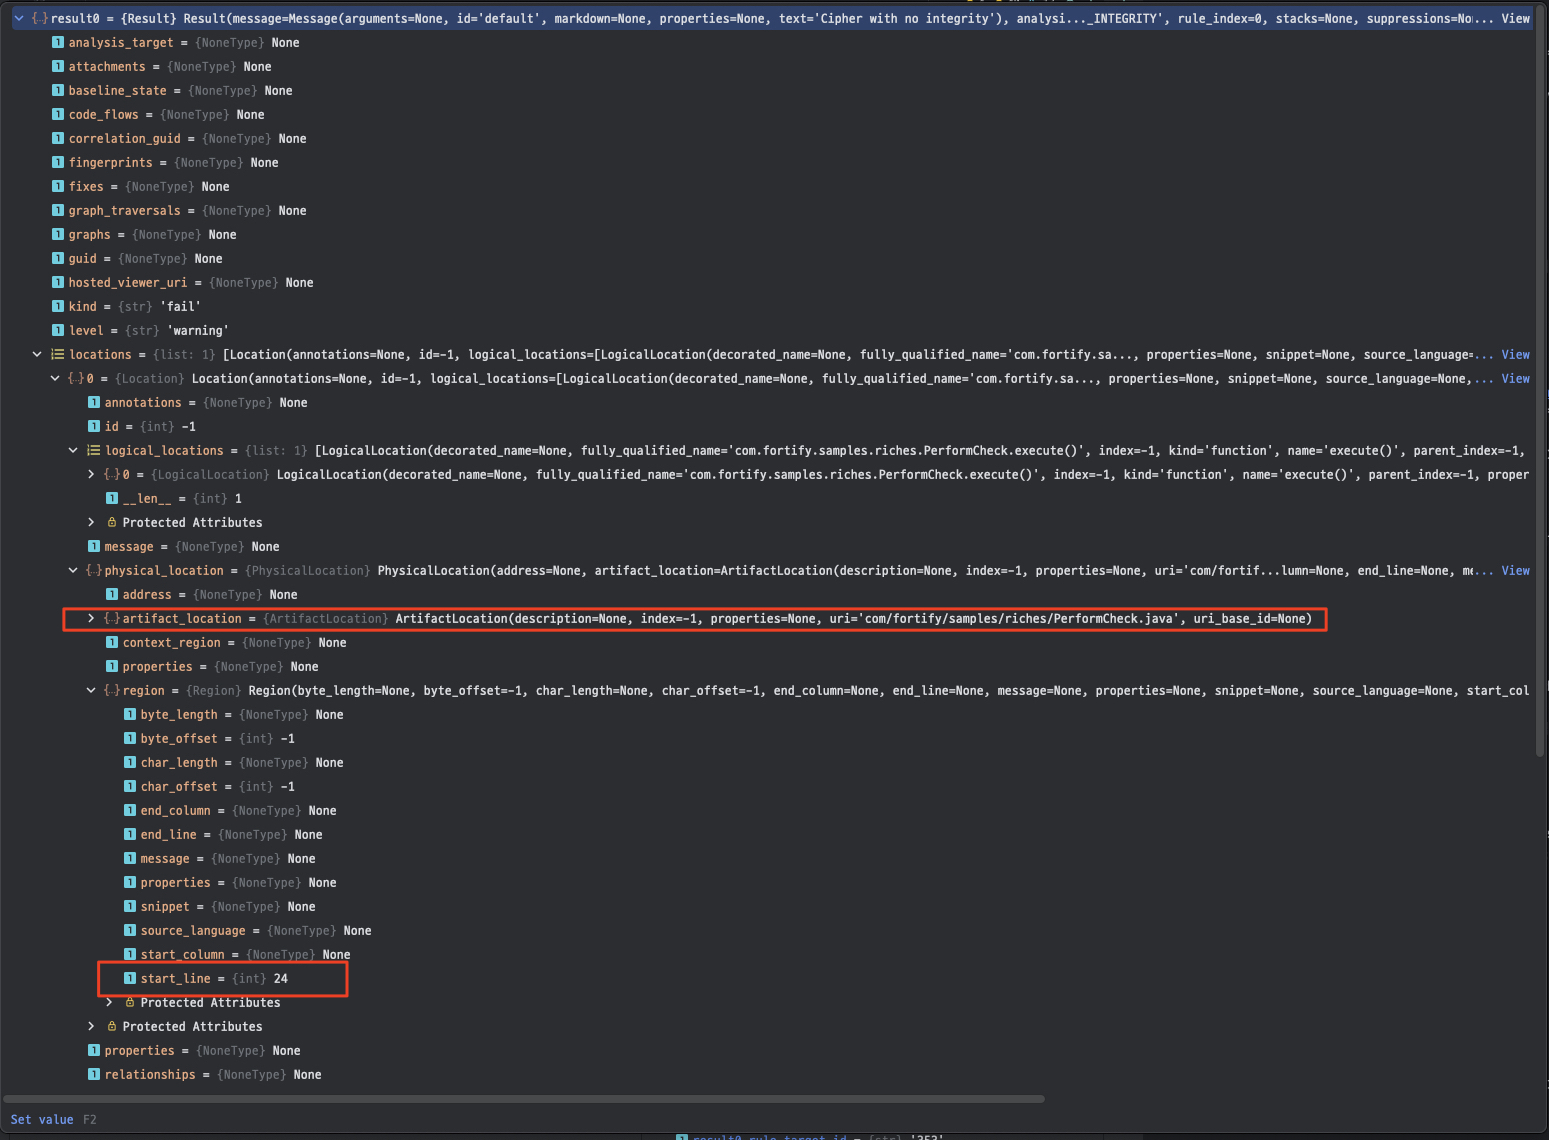 result0 = {Result} Result(message=Message(arguments=None, id='default', markdown=None, properties=None, text='Cipher with no integrity'), analysi..._INTEGRITY', rule_index=0, stacks=None, suppressions=No... View
analysis_target = {NoneType} None
attachments = {NoneType} None
baseline_state = {NoneType} None
code_flows = {NoneType} None
correlation_guid = {NoneType} None
fingerprints = {NoneType} None
fixes = {NoneType} None
graph_traversals = {NoneType} None
graphs = {NoneType} None
guid = {NoneType} None
hosted_viewer_uri = {NoneType} None
kind = {str} 'fail'
level = {str} 'warning'
locations = {list: 1} [Location(annotations=None, id=-1, logical_locations=[LogicalLocation(decorated_name=None, fully_qualified_name='com.fortify.sa..., properties=None, snippet=None, source_language=... View
0 = {Location} Location(annotations=None, id=-1, logical_locations=[LogicalLocation(decorated_name=None, fully_qualified_name='com.fortify.sa..., properties=None, snippet=None, source_language=None,... View
annotations = {NoneType} None
id = {int} -1
logical_locations = {list: 1} [LogicalLocation(decorated_name=None, fully_qualified_name='com.fortify.samples.riches.PerformCheck.execute()', index=-1, kind='function', name='execute()', parent_index=-1,
0 = {LogicalLocation} LogicalLocation(decorated_name=None, fully_qualified_name='com.fortify.samples.riches.PerformCheck.execute()', index=-1, kind='function', name='execute()', parent_index=-1, proper
__len__ = {int} 1
Protected Attributes
message = {NoneType} None
physical_location = {PhysicalLocation} PhysicalLocation(address=None, artifact_location=ArtifactLocation(description=None, index=-1, properties=None, uri='com/fortif...lumn=None, end_line=None, me... View
address = {NoneType} None
artifact_location = {ArtifactLocation} ArtifactLocation(description=None, index=-1, properties=None, uri='com/fortify/samples/riches/PerformCheck.java', uri_base_id=None)
context_region = {NoneType} None
properties = {NoneType} None
region = {Region} Region(byte_length=None, byte_offset=-1, char_length=None, char_offset=-1, end_column=None, end_line=None, message=None, properties=None, snippet=None, source_language=None, start_col
byte_length = {NoneType} None
byte_offset = {int} -1
char_length = {NoneType} None
char_offset = {int} -1
end_column = {NoneType} None
end_line = {NoneType} None
message = {NoneType} None
properties = {NoneType} None
snippet = {NoneType} None
source_language = {NoneType} None
start_column = {NoneType} None
start_line = {int} 24
Protected Attributes
Protected Attributes
properties = {NoneType} None
relationships = {NoneType} None
Set value F2